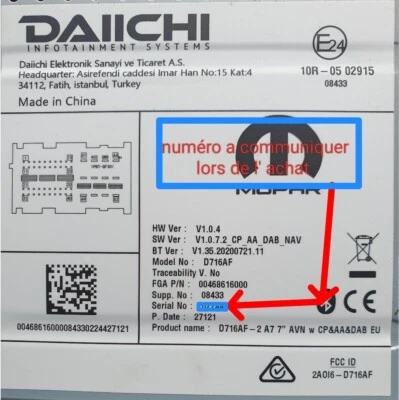 DAIICHI
INFOTAINMENT SYSTEMS
Daiichi Elektronik Sanayi ve Ticaret A.S.
Headquarter: Asirefendi caddesi Imar Han No:15 Kat:4
34112, Fatih, istanbul, Turkey
Made in China
E24
10R-05 02915
08433
numéro a communiquer
lors de l' achat
MOPAR
HW Ver : V1.0.4
SW Ver : V1.0.7.2_CP_AA_DAB_NAV
BT Ver : V1.35.20200721.11
Model No : D716AF
Traceability V. No
FGA P/N : 00468616000
Supp. No : 08433
Serial No :
P. Date : 27121
Product name : D716AF-2 A7 7" AVN w CP&AA&DAB EU
00468616000084330224427121
CE
FC
FCC ID
2AOI6-D716AF